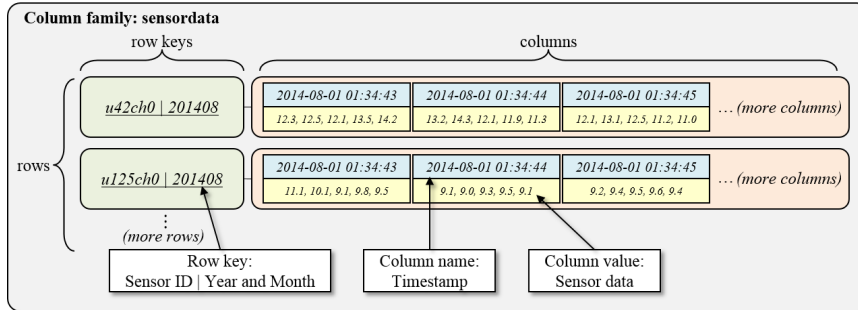 Column family: sensordata
row keys
columns
rows
u42ch0 | 201408
2014-08-01 01:34:43
2014-08-01 01:34:44
2014-08-01 01:34:45
12.3, 12.5, 12.1, 13.5, 14.2
13.2, 14.3, 12.1, 11.9, 11.3
12.1, 13.1, 12.5, 11.2, 11.0
… (more columns)
u125ch0 | 201408
2014-08-01 01:34:43
2014-08-01 01:34:44
2014-08-01 01:34:45
11.1, 10.1, 9.1, 9.8, 9.5
9.1, 9.0, 9.3, 9.5, 9.1
9.2, 9.4, 9.5, 9.6, 9.4
… (more columns)
(more rows)
Row key:
Sensor ID | Year and Month
Column name:
Timestamp
Column value:
Sensor data